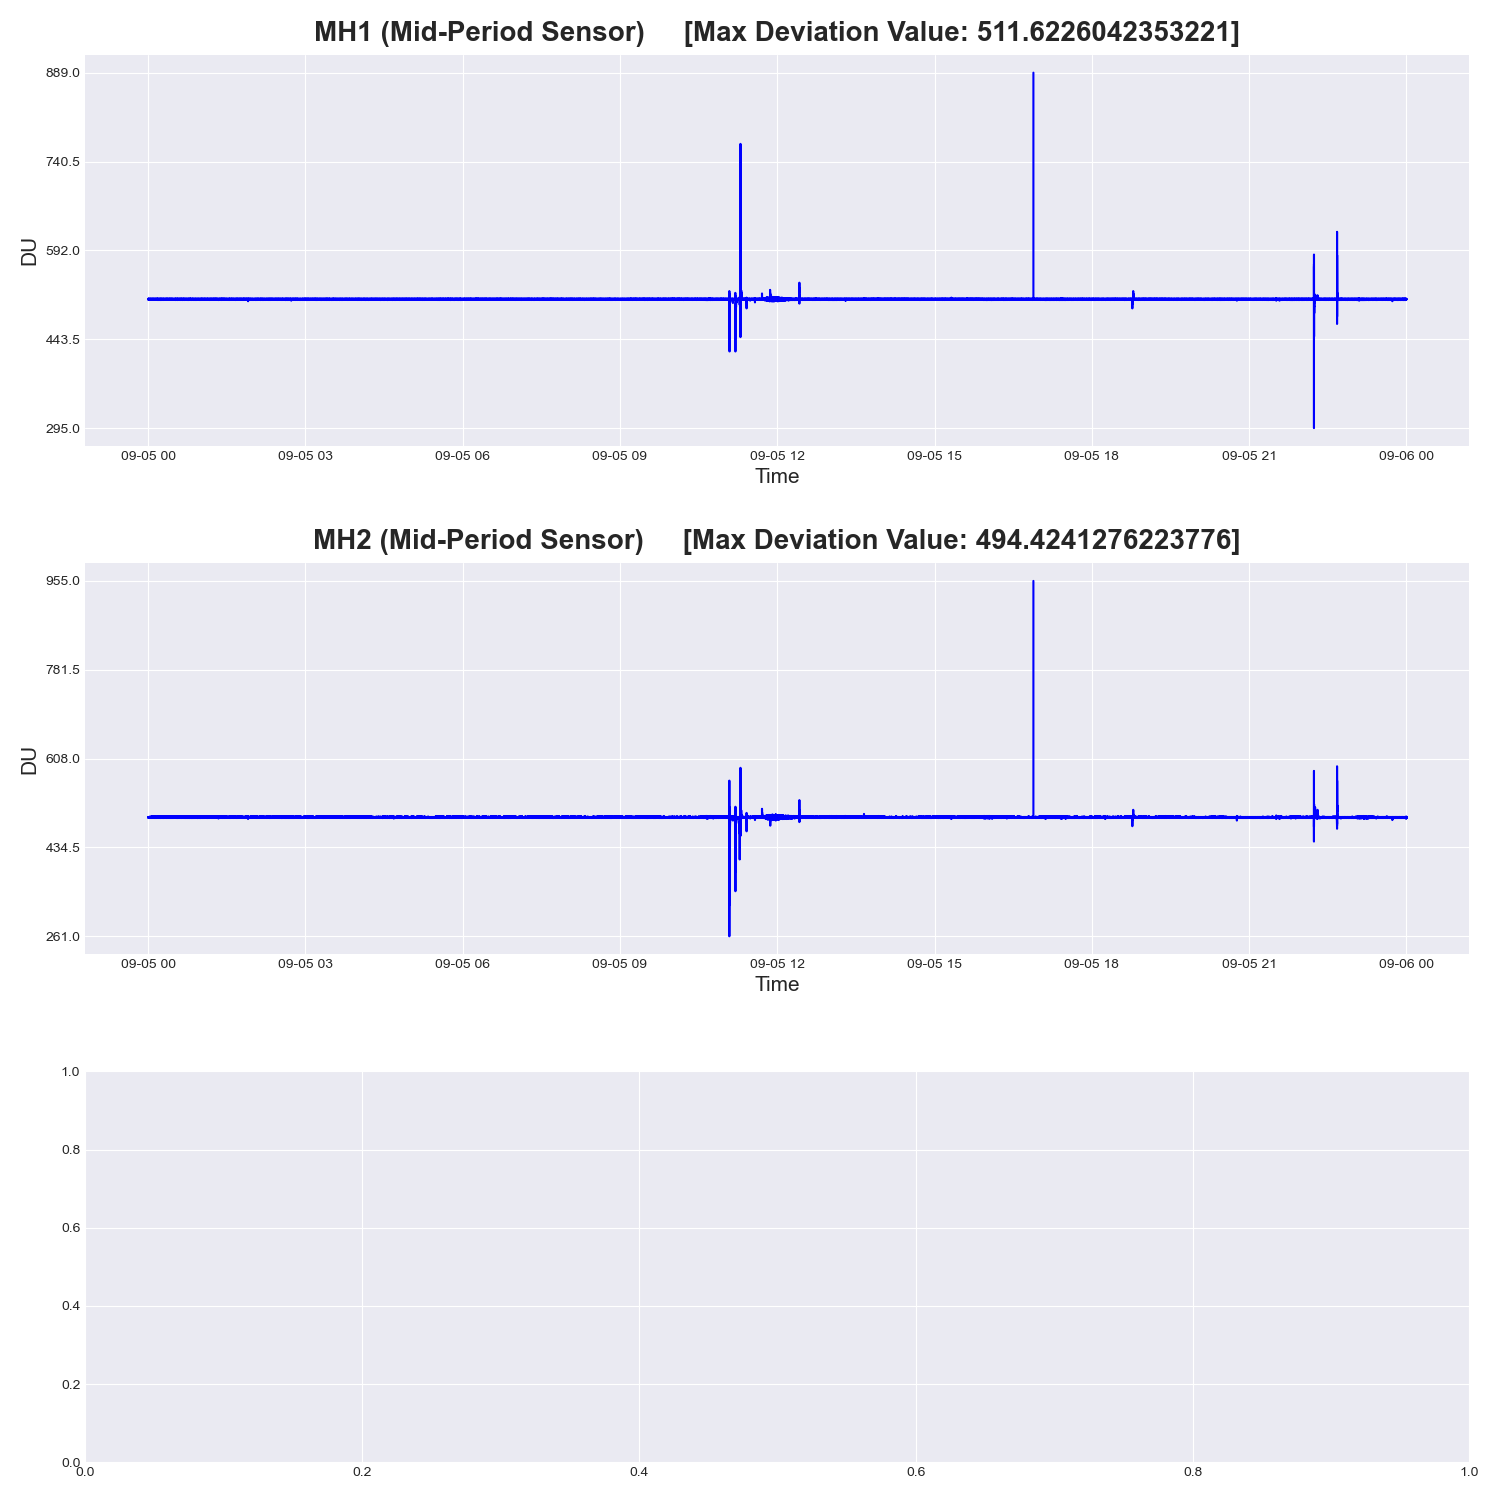 MH1 (Mid-Period Sensor) [Max Deviation Value: 511.6226042353221]
889.0
740.5
592.0
443.5
295.0
DU
09-05 00 09-05 03 09-05 06 09-05 09 09-05 12 09-05 15 09-05 18 09-05 21 09-06 00
Time
MH2 (Mid-Period Sensor) [Max Deviation Value: 494.4241276223776]
955.0
781.5
608.0
434.5
261.0
DU
09-05 00 09-05 03 09-05 06 09-05 09 09-05 12 09-05 15 09-05 18 09-05 21 09-06 00
Time
1.0
0.8
0.6
0.4
0.2
0.0
0.0 0.2 0.4 0.6 0.8 1.0